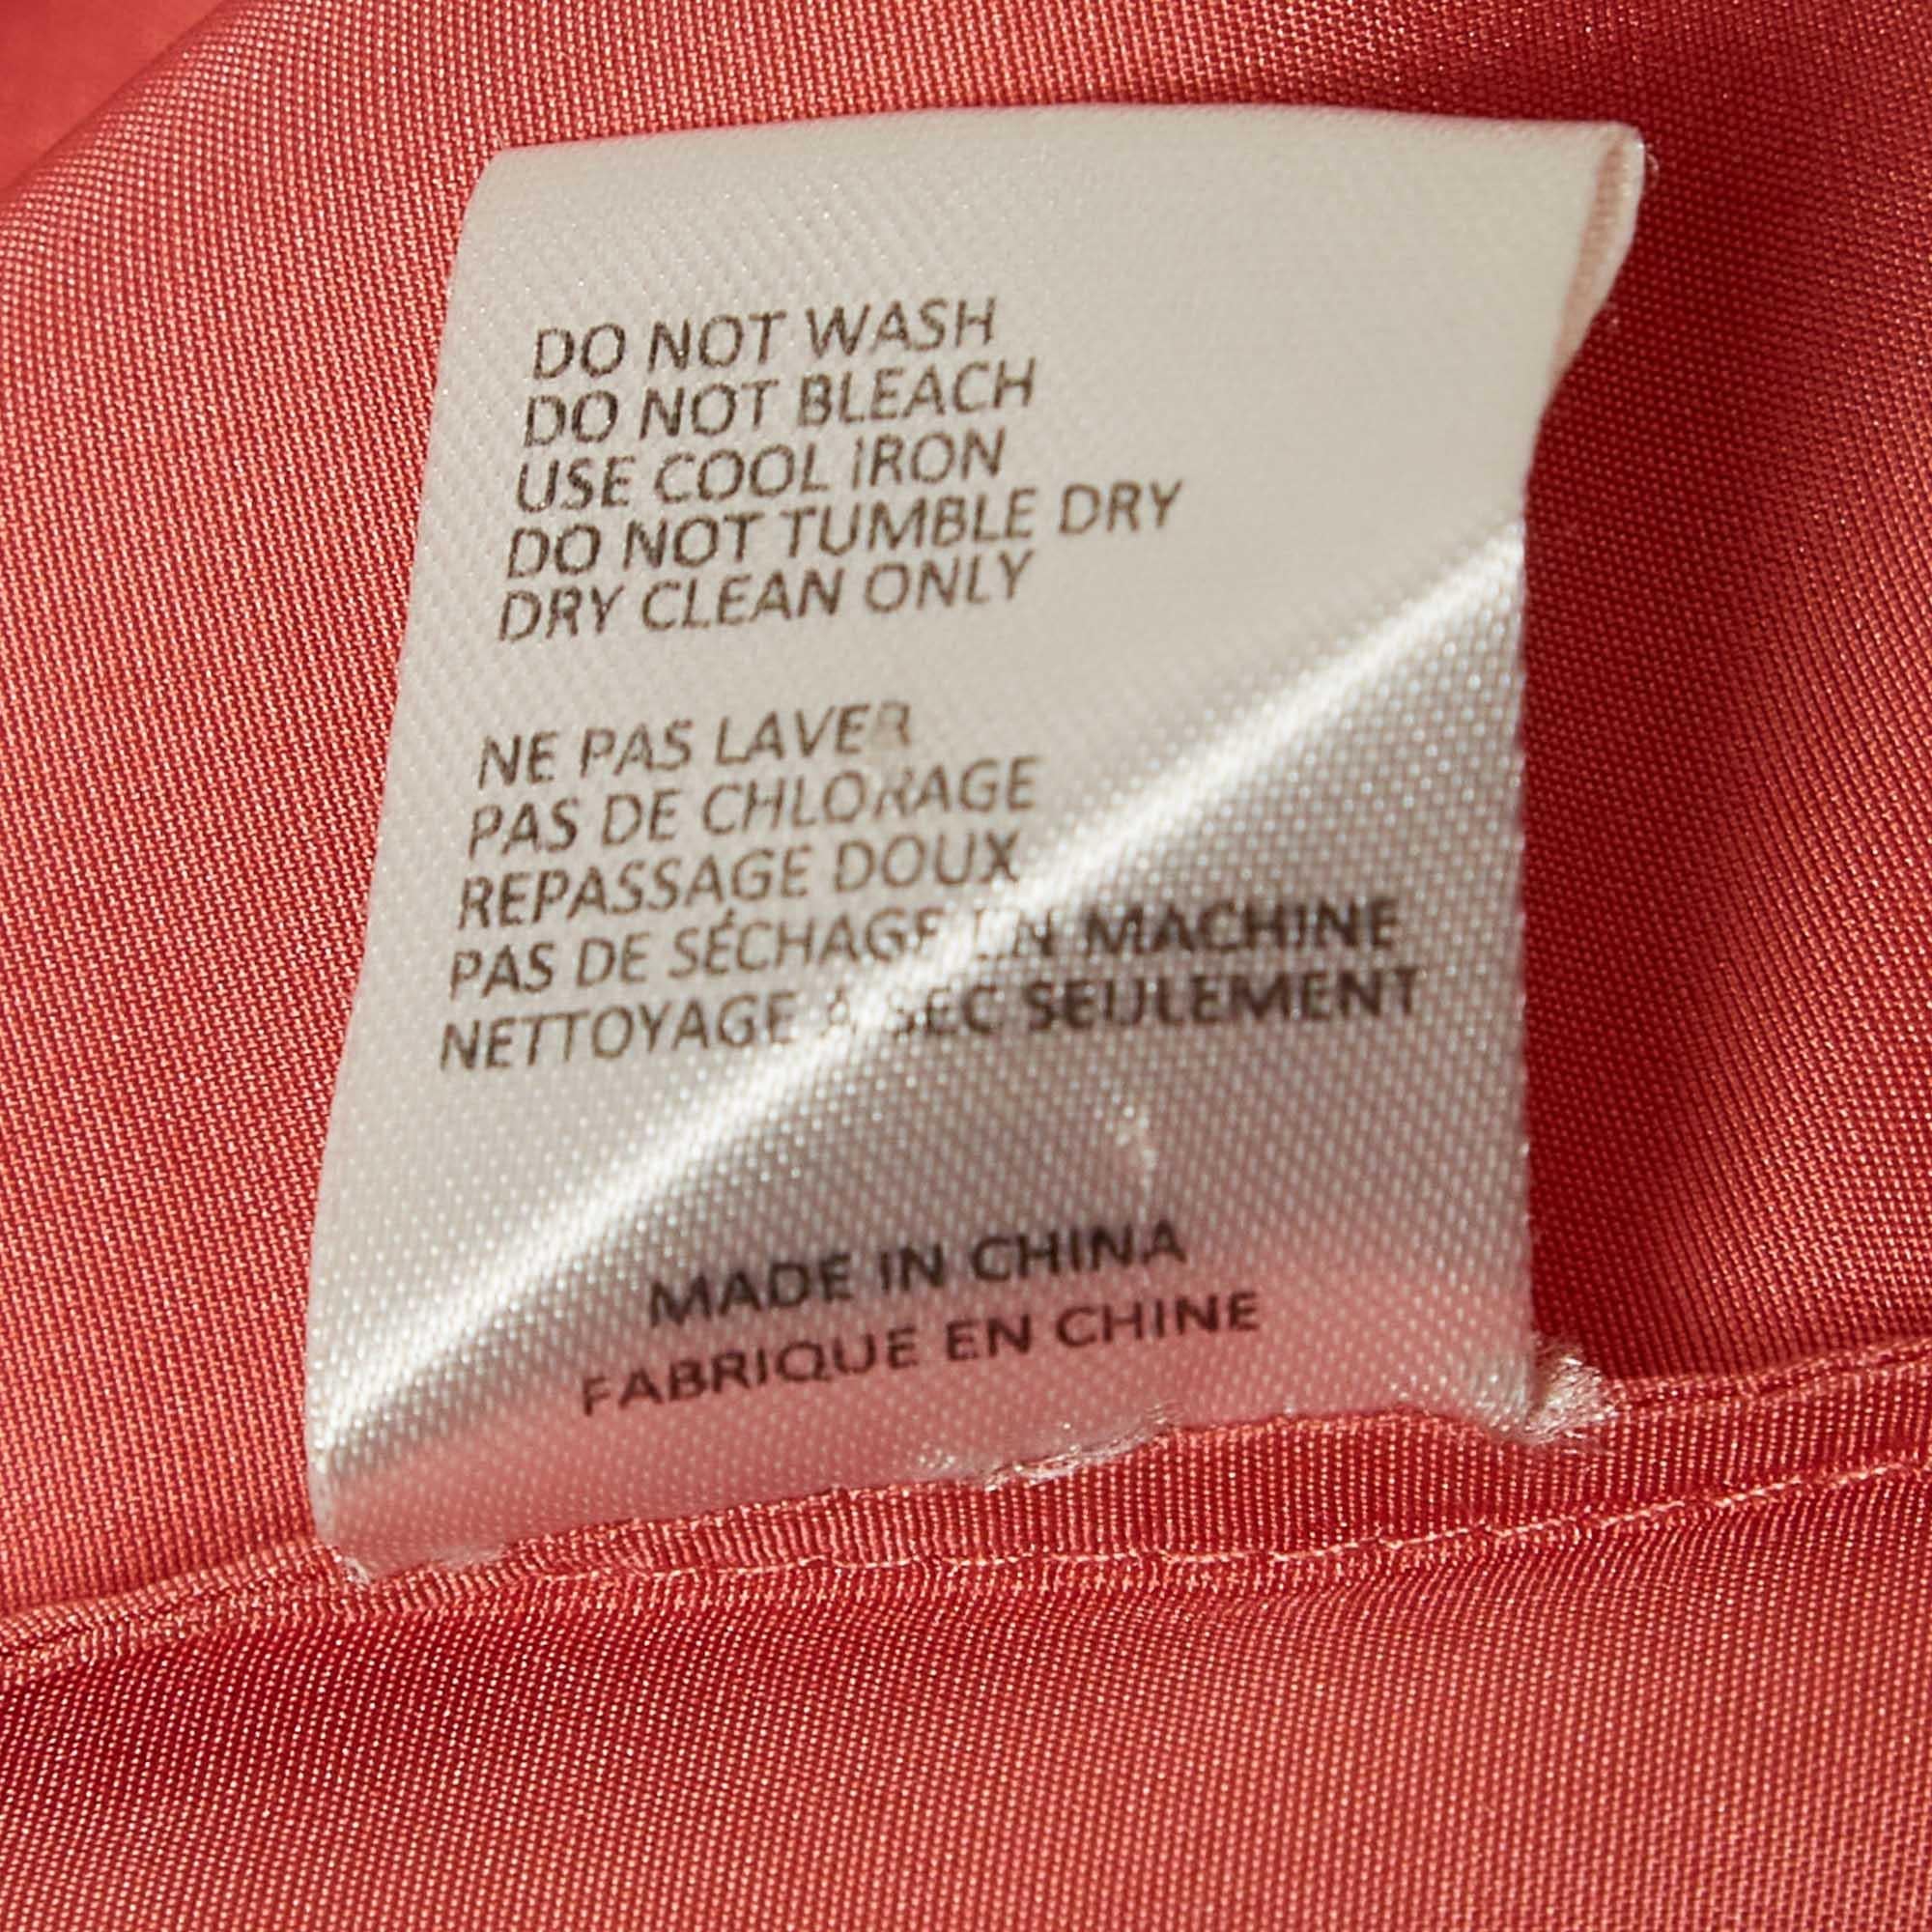 DO NOT WASH
DO NOT BLEACH
USE COOL IRON
DO NOT TUMBLE DRY
DRY CLEAN ONLY
NE PAS LAVER
PAS DE CHLORAGE
REPASSAGE DOUX
PAS DE SÉCHAGE EN MACHINE
NETTOYAGE À SEC SEULEMENT
MADE IN CHINA
FABRIQUE EN CHINE